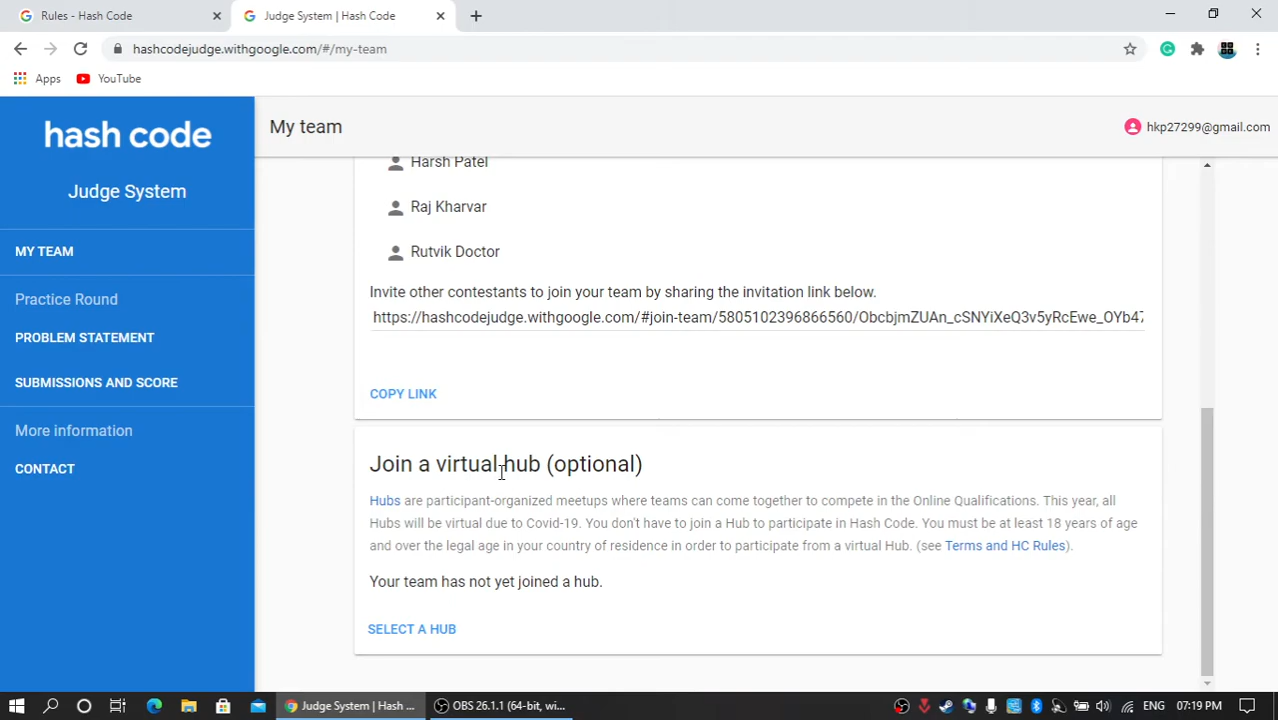 Rules - Hash Code
Judge System | Hash Code
hashcodejudge.withgoogle.com/#/my-team
Apps
YouTube
hash code
Judge System
MY TEAM
Practice Round
PROBLEM STATEMENT
SUBMISSIONS AND SCORE
More information
CONTACT
My team
hkp27299@gmail.com
Harsh Patel
Raj Kharvar
Rutvik Doctor
Invite other contestants to join your team by sharing the invitation link below.
https://hashcodejudge.withgoogle.com/#join-team/5805102396866560/ObcbjmZUAn_cSNYiXeQ3v5yRcEwe_OYb47
COPY LINK
Join a virtual hub (optional)
Hubs are participant-organized meetups where teams can come together to compete in the Online Qualifications. This year, all
Hubs will be virtual due to Covid-19. You don't have to join a Hub to participate in Hash Code. You must be at least 18 years of age
and over the legal age in your country of residence in order to participate from a virtual Hub. (see Terms and HC Rules).
Your team has not yet joined a hub.
SELECT A HUB
Judge System | Hash ...
OBS 26.1.1 (64-bit, wi...
ENG
07:19 PM